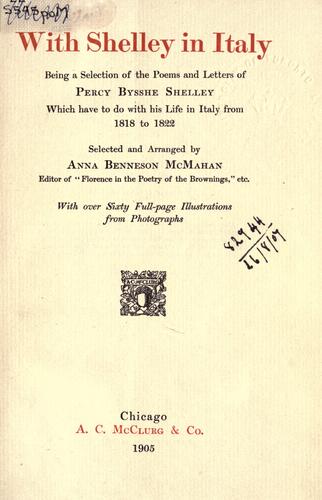 With Shelley in Italy
Being a Selection of the Poems and Letters of
PERCY BYSSHE SHELLEY
Which have to do with his Life in Italy from
1818 to 1822
Selected and Arranged by
ANNA BENNESON McMAHAN
Editor of "Florence in the Poetry of the Brownings," etc.
With over Sixty Full-page Illustrations
from Photographs
82944
26/8/07
A.C. McCLURG
Chicago
A. C. McCLURG & CO.
1905